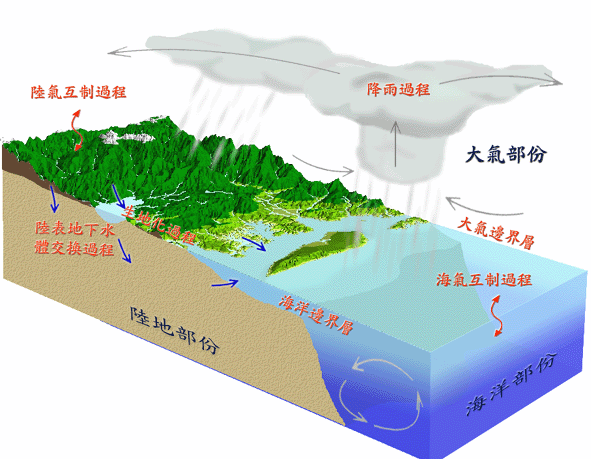 陸氣互制過程
降雨過程
大氣部份
大氣邊界層
生地化過程
陸表地下水
體交換過程
海氣互制過程
海洋邊界層
陸地部份
海洋部份